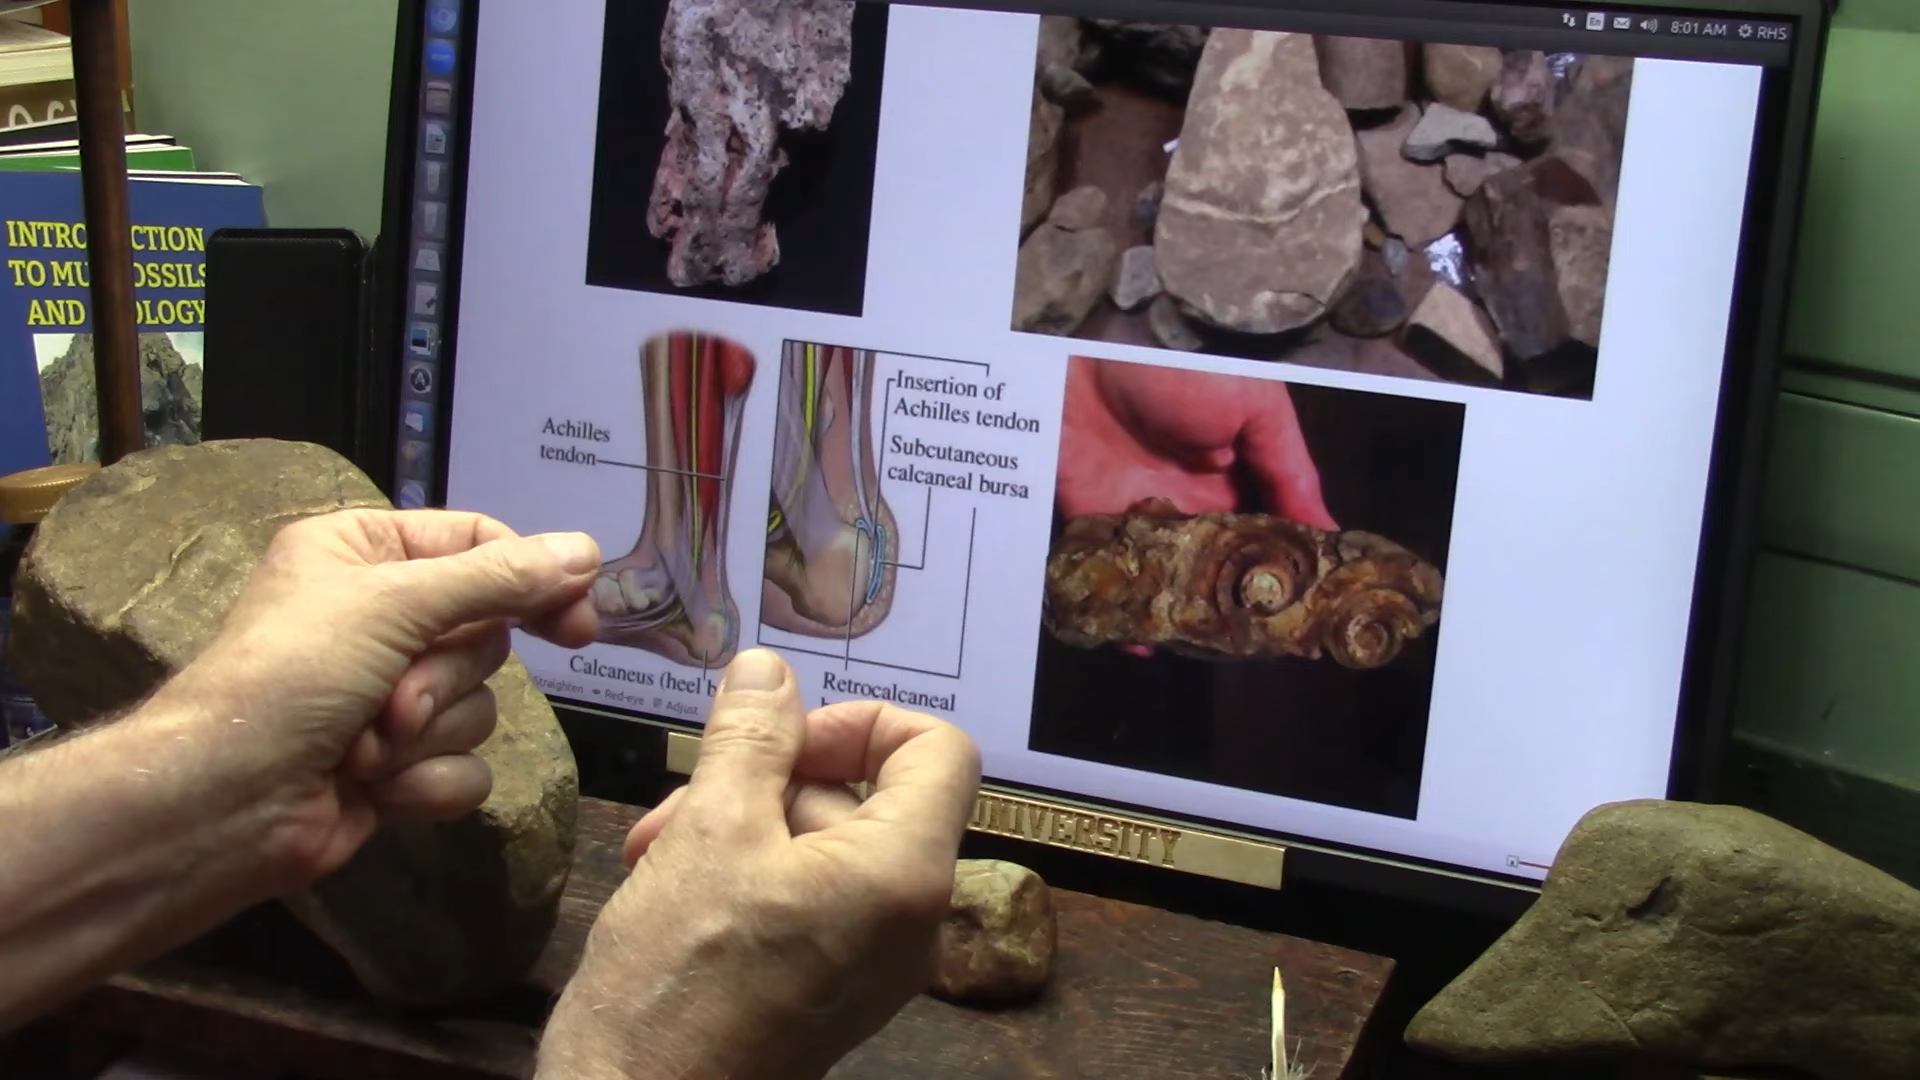 En
8:01 AM
RHS
INTRO CTION
TO MU OSSILS
AND OLOGY
Achilles
tendon
Insertion of
Achilles tendon
Subcutaneous
calcaneal bursa
Calcaneus (heel b
Retrocalcaneal
Straighten
Red-eye
Adjust
UNIVERSITY
A